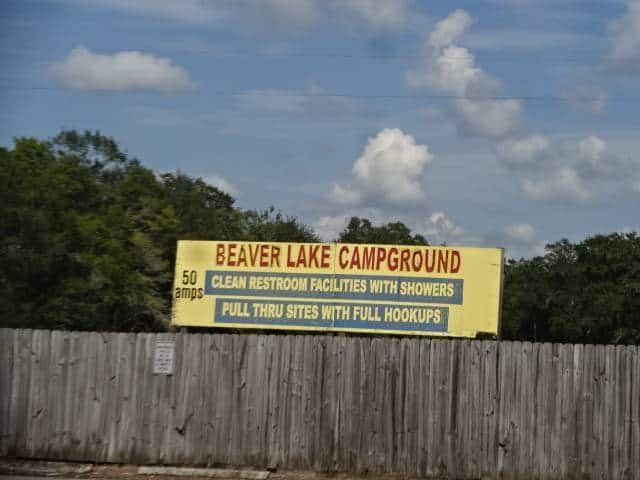 BEAVER LAKE CAMPGROUND
50 amps
CLEAN RESTROOM FACILITIES WITH SHOWERS
PULL THRU SITES WITH FULL HOOKUPS